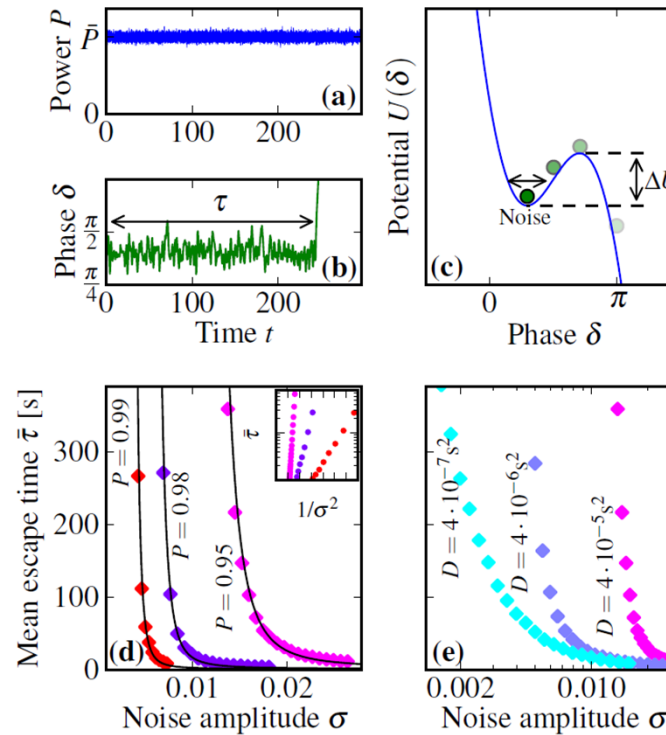 Power P
P̄
0
0
100
200
(a)
Phase δ
π/2
π/4
τ
(b)
0
100
200
Time t
Potential U(δ)
Noise
(c)
0
π
Phase δ
Mean escape time τ̄ [s]
300
200
100
0
P = 0.99
P = 0.98
P = 0.95
τ̄
1/σ²
(d)
0.01
0.02
Noise amplitude σ
D = 4 · 10⁻⁷s²
D = 4 · 10⁻⁶s²
D = 4 · 10⁻⁵s²
(e)
0.002
0.010
Noise amplitude σ